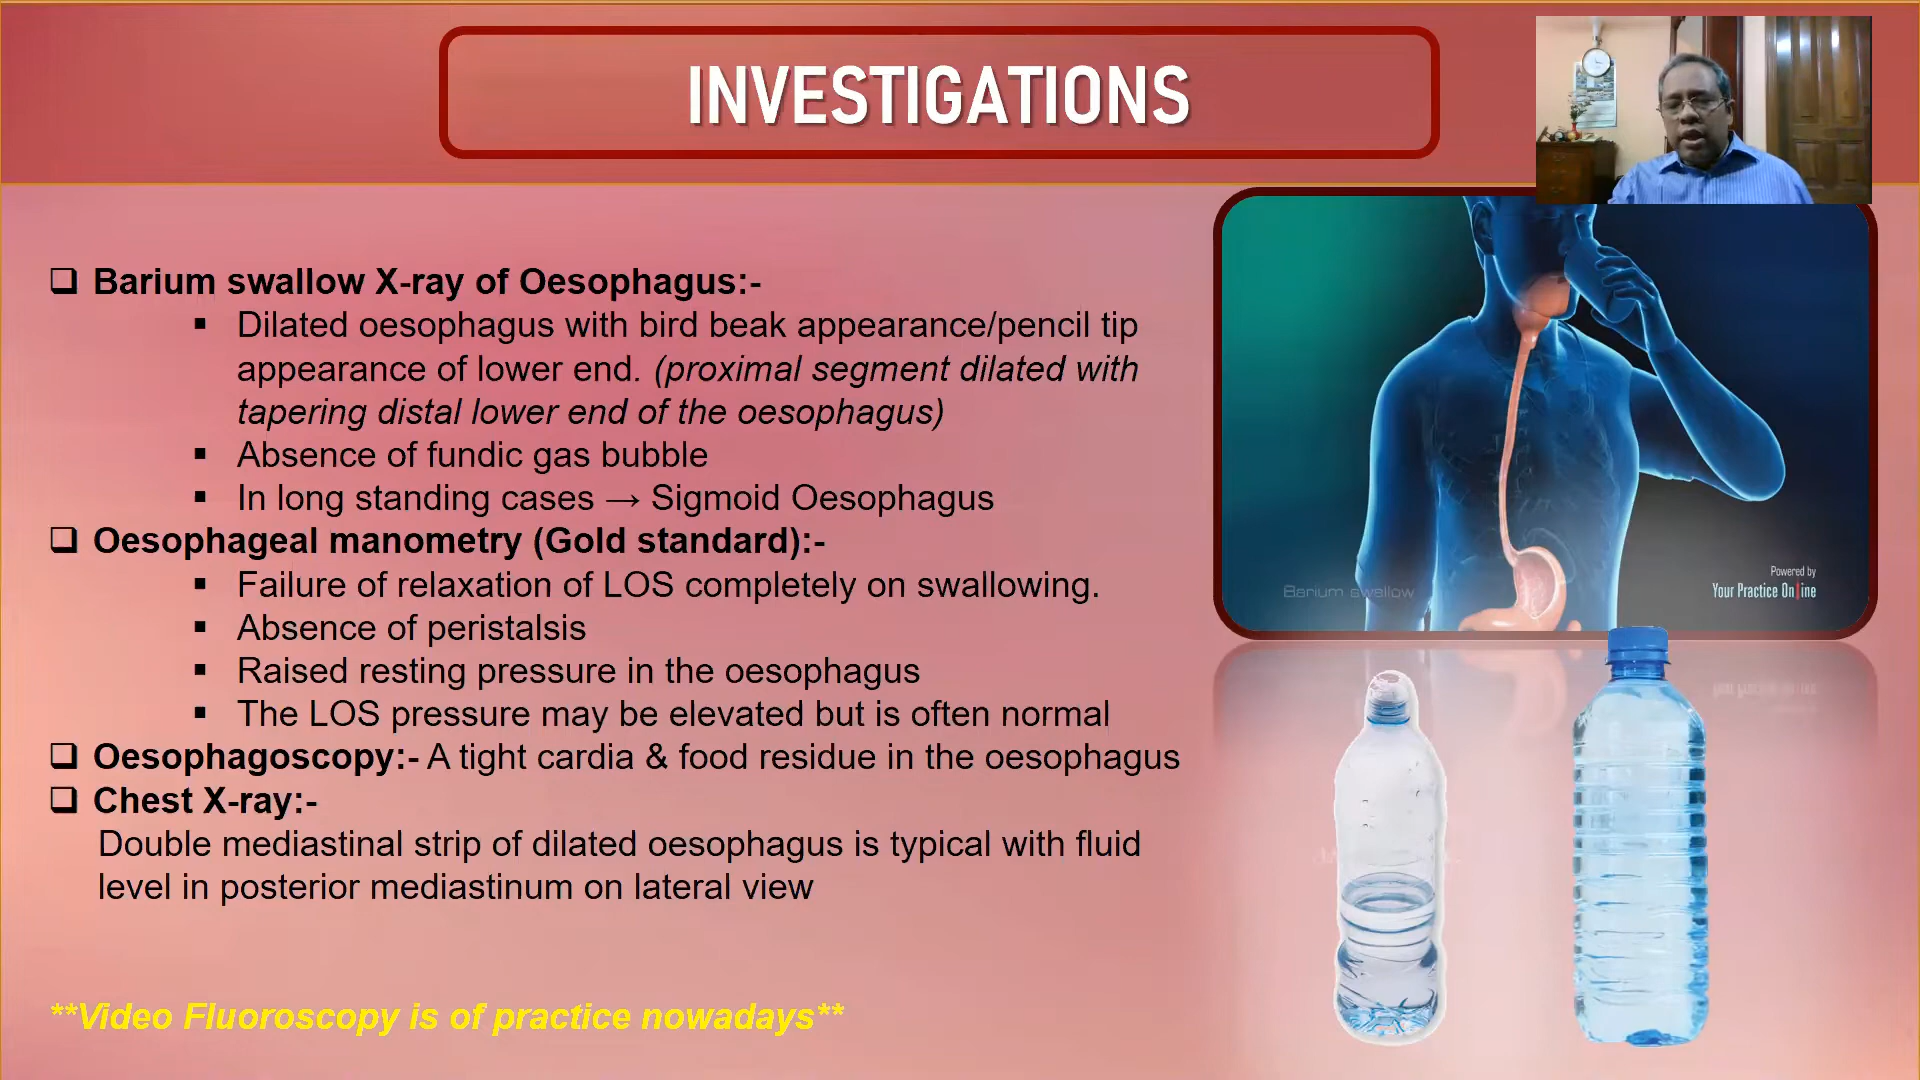 INVESTIGATIONS
❑ Barium swallow X-ray of Oesophagus:-
▪ Dilated oesophagus with bird beak appearance/pencil tip
appearance of lower end. (proximal segment dilated with
tapering distal lower end of the oesophagus)
▪ Absence of fundic gas bubble
▪ In long standing cases → Sigmoid Oesophagus
❑ Oesophageal manometry (Gold standard):-
▪ Failure of relaxation of LOS completely on swallowing.
▪ Absence of peristalsis
▪ Raised resting pressure in the oesophagus
▪ The LOS pressure may be elevated but is often normal
❑ Oesophagoscopy:- A tight cardia & food residue in the oesophagus
❑ Chest X-ray:-
Double mediastinal strip of dilated oesophagus is typical with fluid
level in posterior mediastinum on lateral view
**Video Fluoroscopy is of practice nowadays**
Barium swallow
Powered by
Your Practice Online